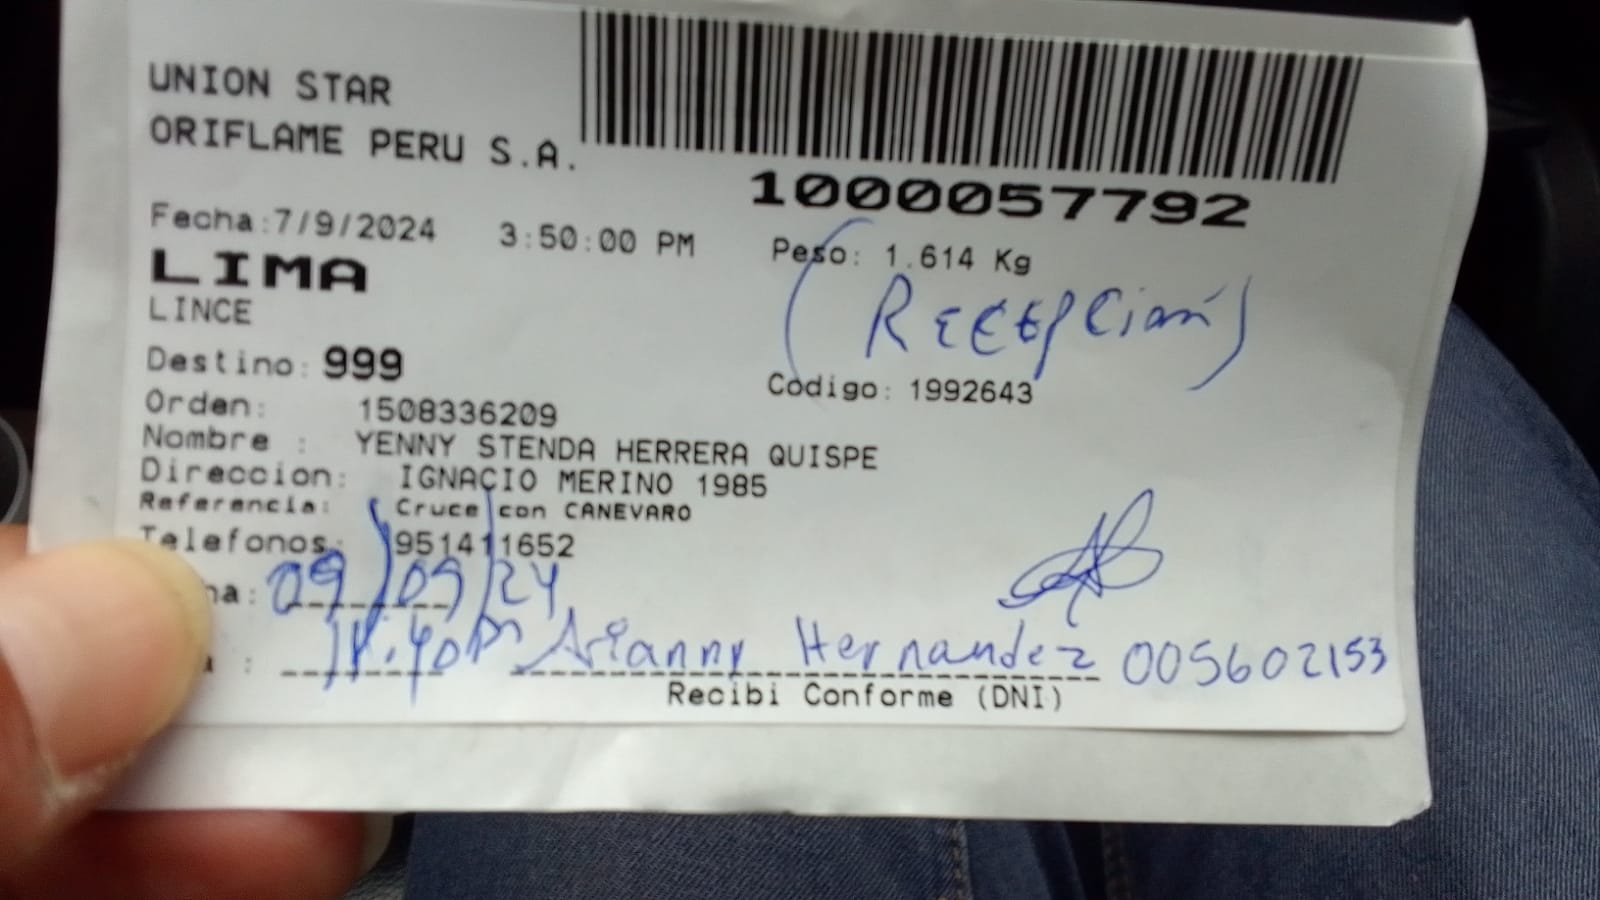 UNION STAR
ORIFLAME PERU S.A.
1000057792
Fecha:7/9/2024 3:50:00 PM Peso: 1.614 Kg
LIMA
(Recepción)
LINCE
Destino: 999
Codigo: 1992643
Orden: 1508336209
Nombre : YENNY STENDA HERRERA QUISPE
Direccion: IGNACIO MERINO 1985
Referencia: Cruce con CANEVARO
Telefonos: 951411652
09/09/24
Arianny Hernandez 005602153
Recibi Conforme (DNI)